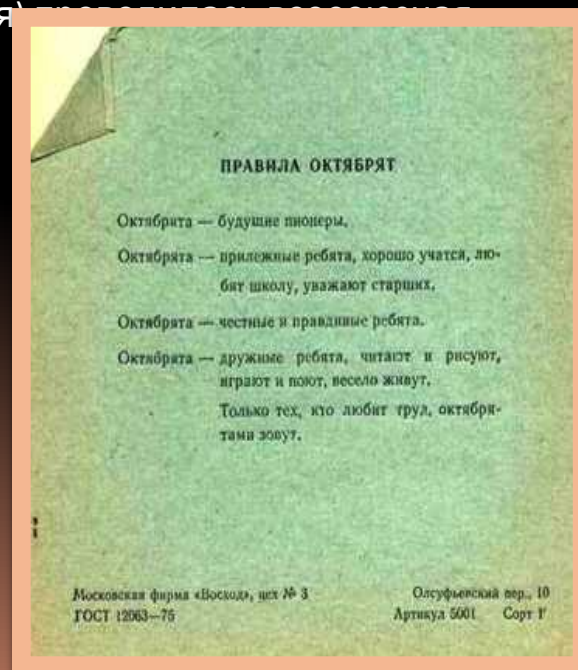 ПРАВИЛА ОКТЯБРЯТ
Октябрята — будущие пионеры.
Октябрята — прилежные ребята, хорошо учатся, лю-
бят школу, уважают старших.
Октябрята — честные и правдивые ребята.
Октябрята — дружные ребята, читают и рисуют,
играют и поют, весело живут.
Только тех, кто любит труд, октября-
тами зовут.
Московская фирма «Восход», цех № 3
Олсуфьевский пер., 10
ГОСТ 12063—75
Артикул 5001 Сорт 1